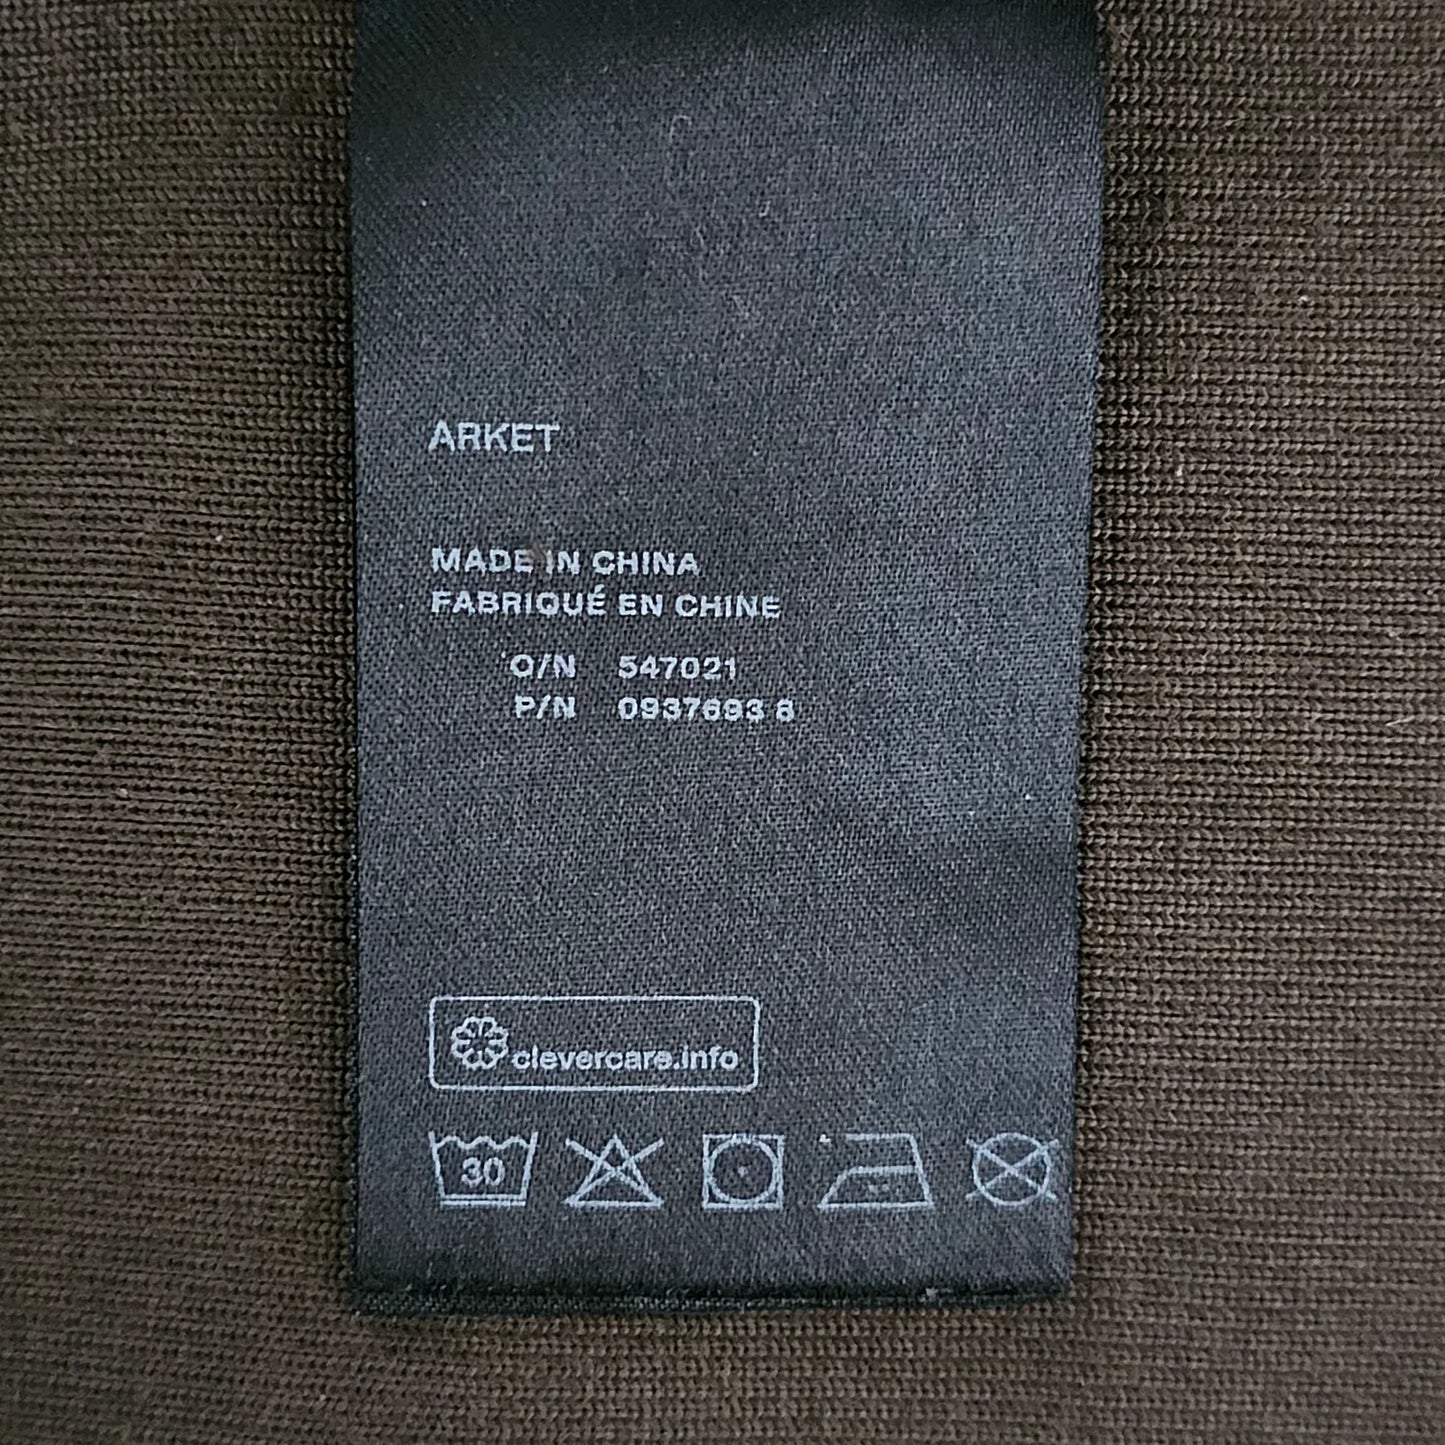 ARKET
MADE IN CHINA
FABRIQUÉ EN CHINE
O/N 547021
P/N 0937693 8
clevercare.info
30